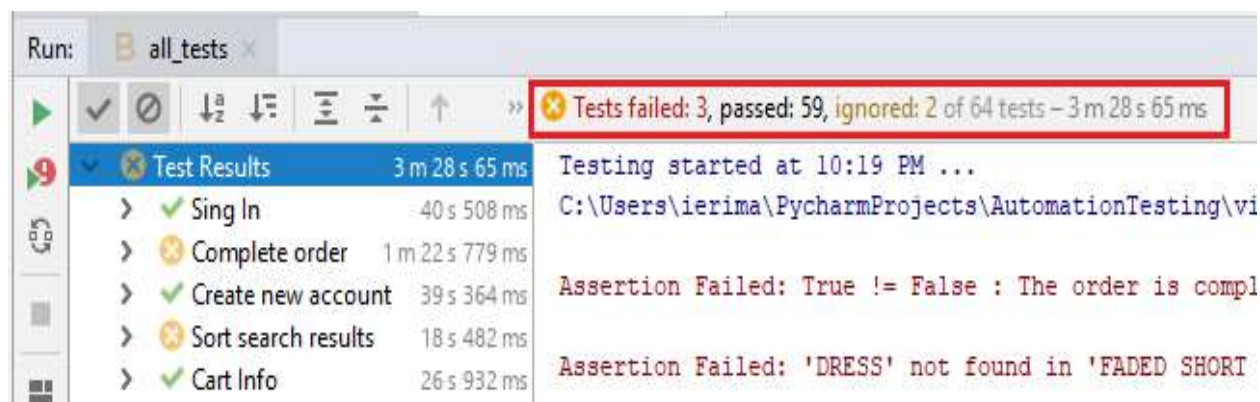 Run: all_tests
Tests failed: 3, passed: 59, ignored: 2 of 64 tests – 3 m 28 s 65 ms
Test Results 3 m 28 s 65 ms
Sing In 40 s 508 ms
Complete order 1 m 22 s 779 ms
Create new account 39 s 364 ms
Sort search results 18 s 482 ms
Cart Info 26 s 932 ms
Testing started at 10:19 PM ...
C:\Users\ierima\PycharmProjects\AutomationTesting\vi
Assertion Failed: True != False : The order is compl
Assertion Failed: 'DRESS' not found in 'FADED SHORT